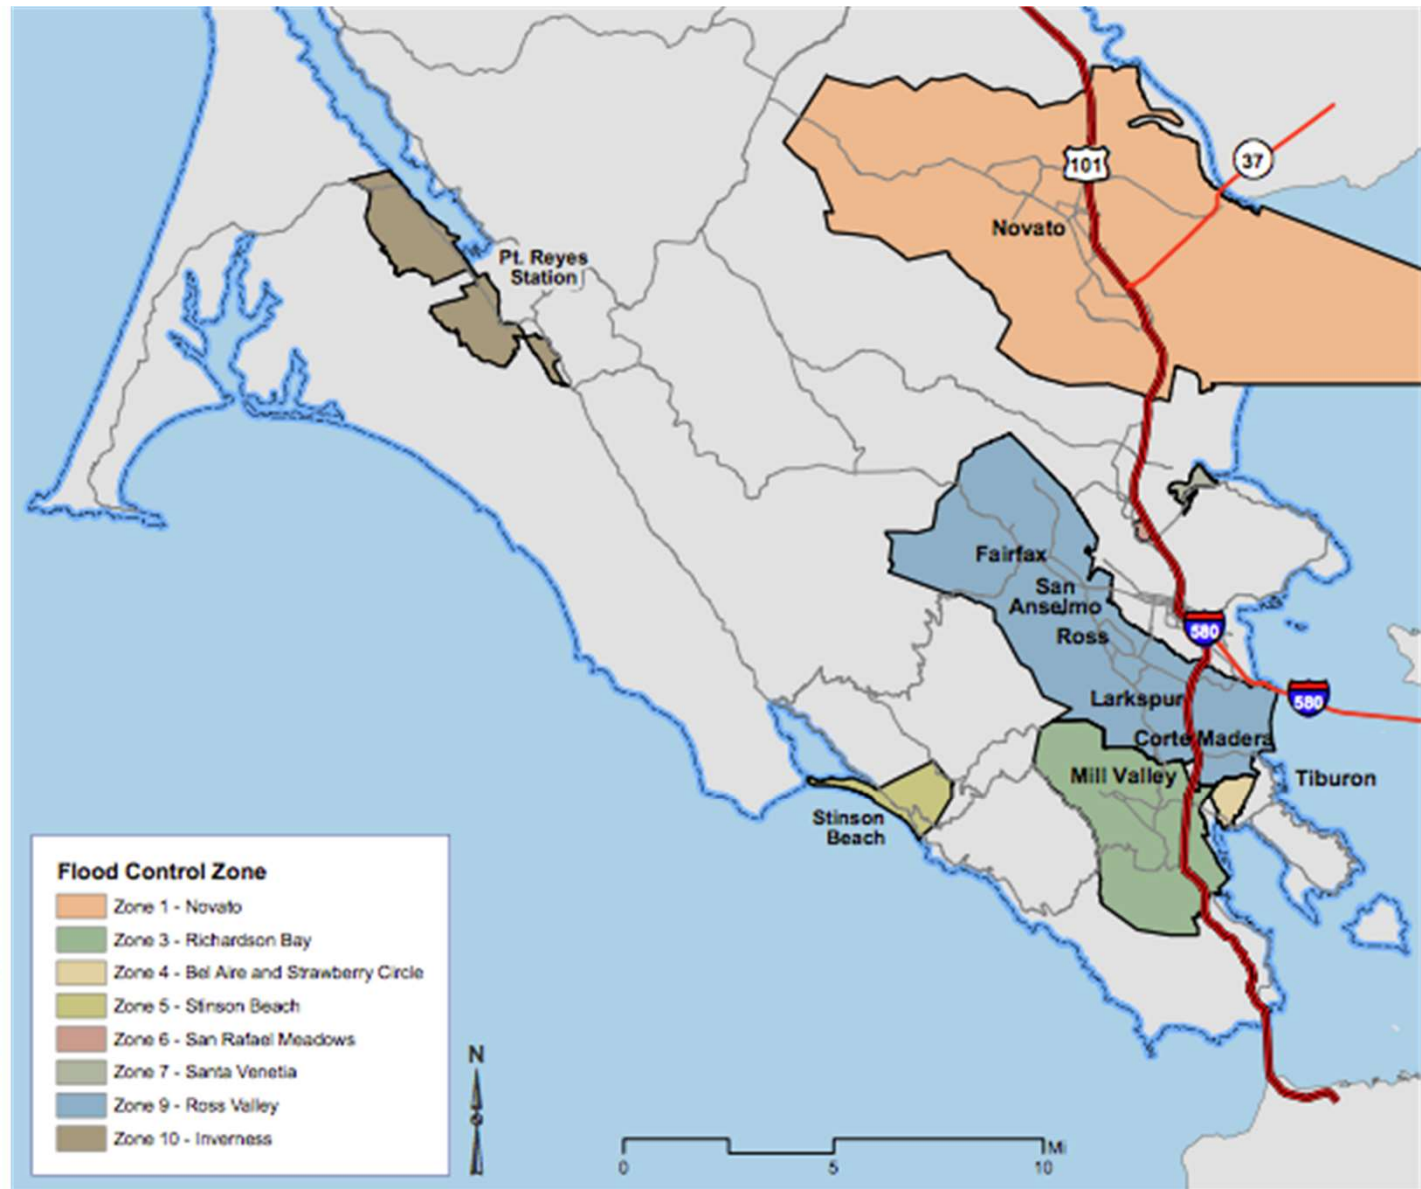 101
37
Novato
Pt. Reyes
Station
Fairfax
San
Anselmo
Ross
580
580
Larkspur
Corte Madera
Mill Valley
Tiburon
Stinson
Beach
Flood Control Zone
Zone 1 - Novato
Zone 3 - Richardson Bay
Zone 4 - Bel Aire and Strawberry Circle
Zone 5 - Stinson Beach
Zone 6 - San Rafael Meadows
Zone 7 - Santa Venetia
Zone 9 - Ross Valley
Zone 10 - Inverness
N
Mi
0 5 10